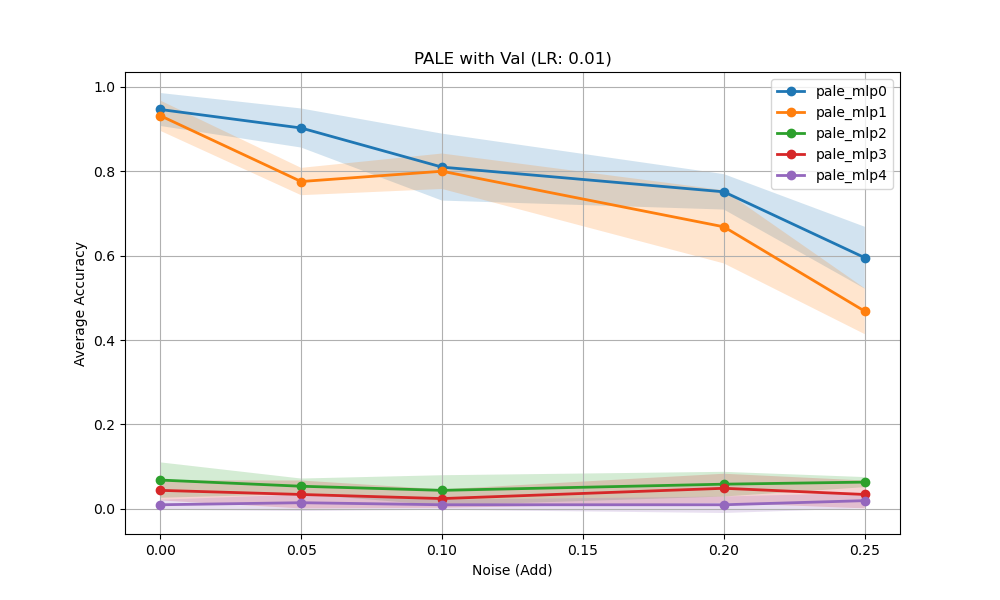 PALE with Val (LR: 0.01)
pale_mlp0
pale_mlp1
pale_mlp2
pale_mlp3
pale_mlp4
Average Accuracy
1.0
0.8
0.6
0.4
0.2
0.0
0.00 0.05 0.10 0.15 0.20 0.25
Noise (Add)